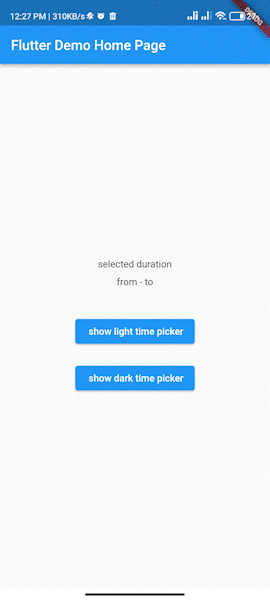 12:27 PM | 310KB/s
Flutter Demo Home Page
selected duration
from - to
show light time picker
show dark time picker